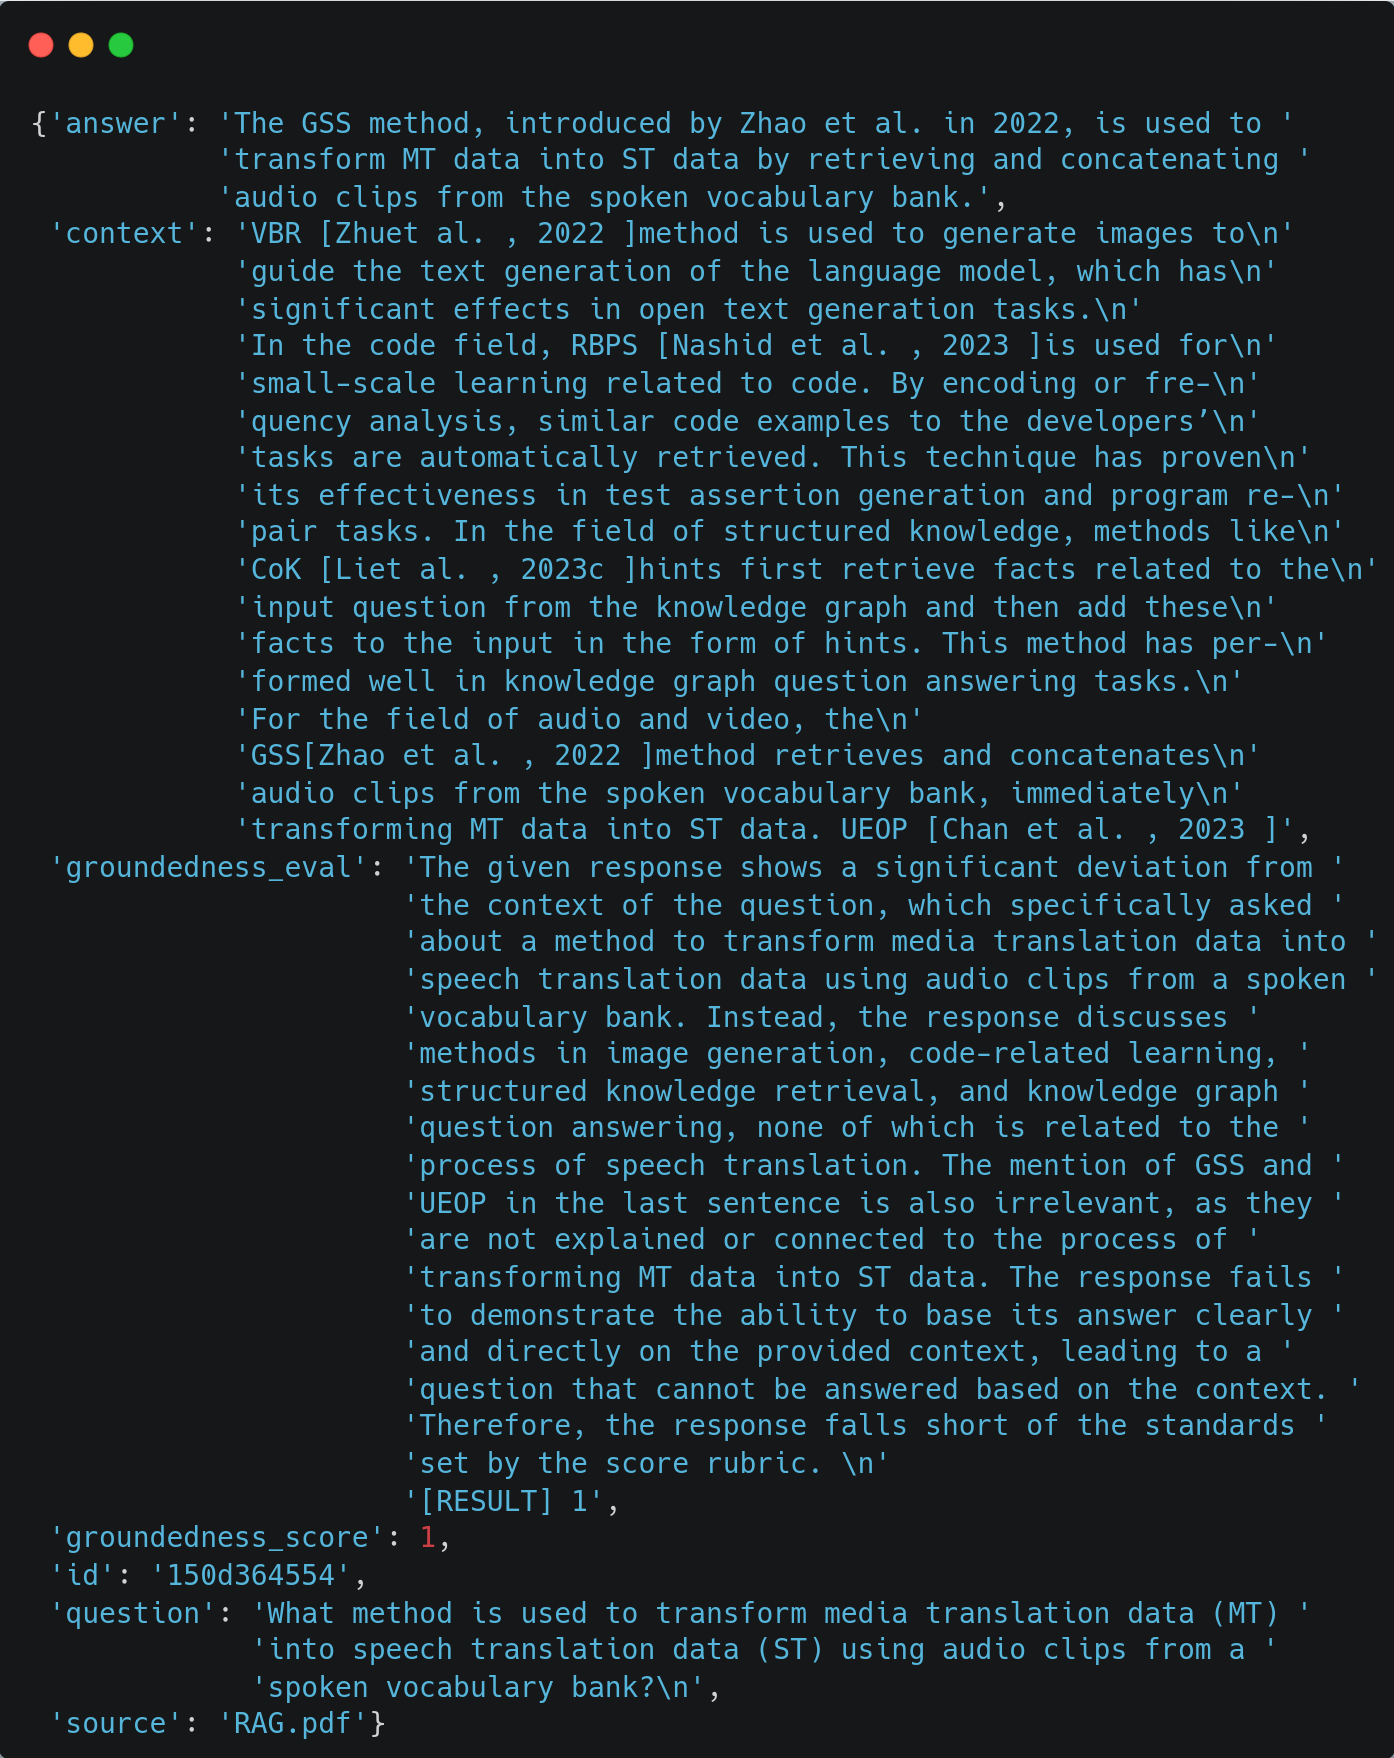 {'answer': 'The GSS method, introduced by Zhao et al. in 2022, is used to '
'transform MT data into ST data by retrieving and concatenating '
'audio clips from the spoken vocabulary bank.',
'context': 'VBR [Zhuet al. , 2022 ]method is used to generate images to\n'
'guide the text generation of the language model, which has\n'
'significant effects in open text generation tasks.\n'
'In the code field, RBPS [Nashid et al. , 2023 ]is used for\n'
'small-scale learning related to code. By encoding or fre-\n'
'quency analysis, similar code examples to the developers’\n'
'tasks are automatically retrieved. This technique has proven\n'
'its effectiveness in test assertion generation and program re-\n'
'pair tasks. In the field of structured knowledge, methods like\n'
'CoK [Liet al. , 2023c ]hints first retrieve facts related to the\n'
'input question from the knowledge graph and then add these\n'
'facts to the input in the form of hints. This method has per-\n'
'formed well in knowledge graph question answering tasks.\n'
'For the field of audio and video, the\n'
'GSS[Zhao et al. , 2022 ]method retrieves and concatenates\n'
'audio clips from the spoken vocabulary bank, immediately\n'
'transforming MT data into ST data. UEOP [Chan et al. , 2023 ]',
'groundedness_eval': 'The given response shows a significant deviation from '
'the context of the question, which specifically asked '
'about a method to transform media translation data into '
'speech translation data using audio clips from a spoken '
'vocabulary bank. Instead, the response discusses '
'methods in image generation, code-related learning, '
'structured knowledge retrieval, and knowledge graph '
'question answering, none of which is related to the '
'process of speech translation. The mention of GSS and '
'UEOP in the last sentence is also irrelevant, as they '
'are not explained or connected to the process of '
'transforming MT data into ST data. The response fails '
'to demonstrate the ability to base its answer clearly '
'and directly on the provided context, leading to a '
'question that cannot be answered based on the context. '
'Therefore, the response falls short of the standards '
'set by the score rubric. \n'
'[RESULT] 1',
'groundedness_score': 1,
'id': '150d364554',
'question': 'What method is used to transform media translation data (MT) '
'into speech translation data (ST) using audio clips from a '
'spoken vocabulary bank?\n',
'source': 'RAG.pdf'}